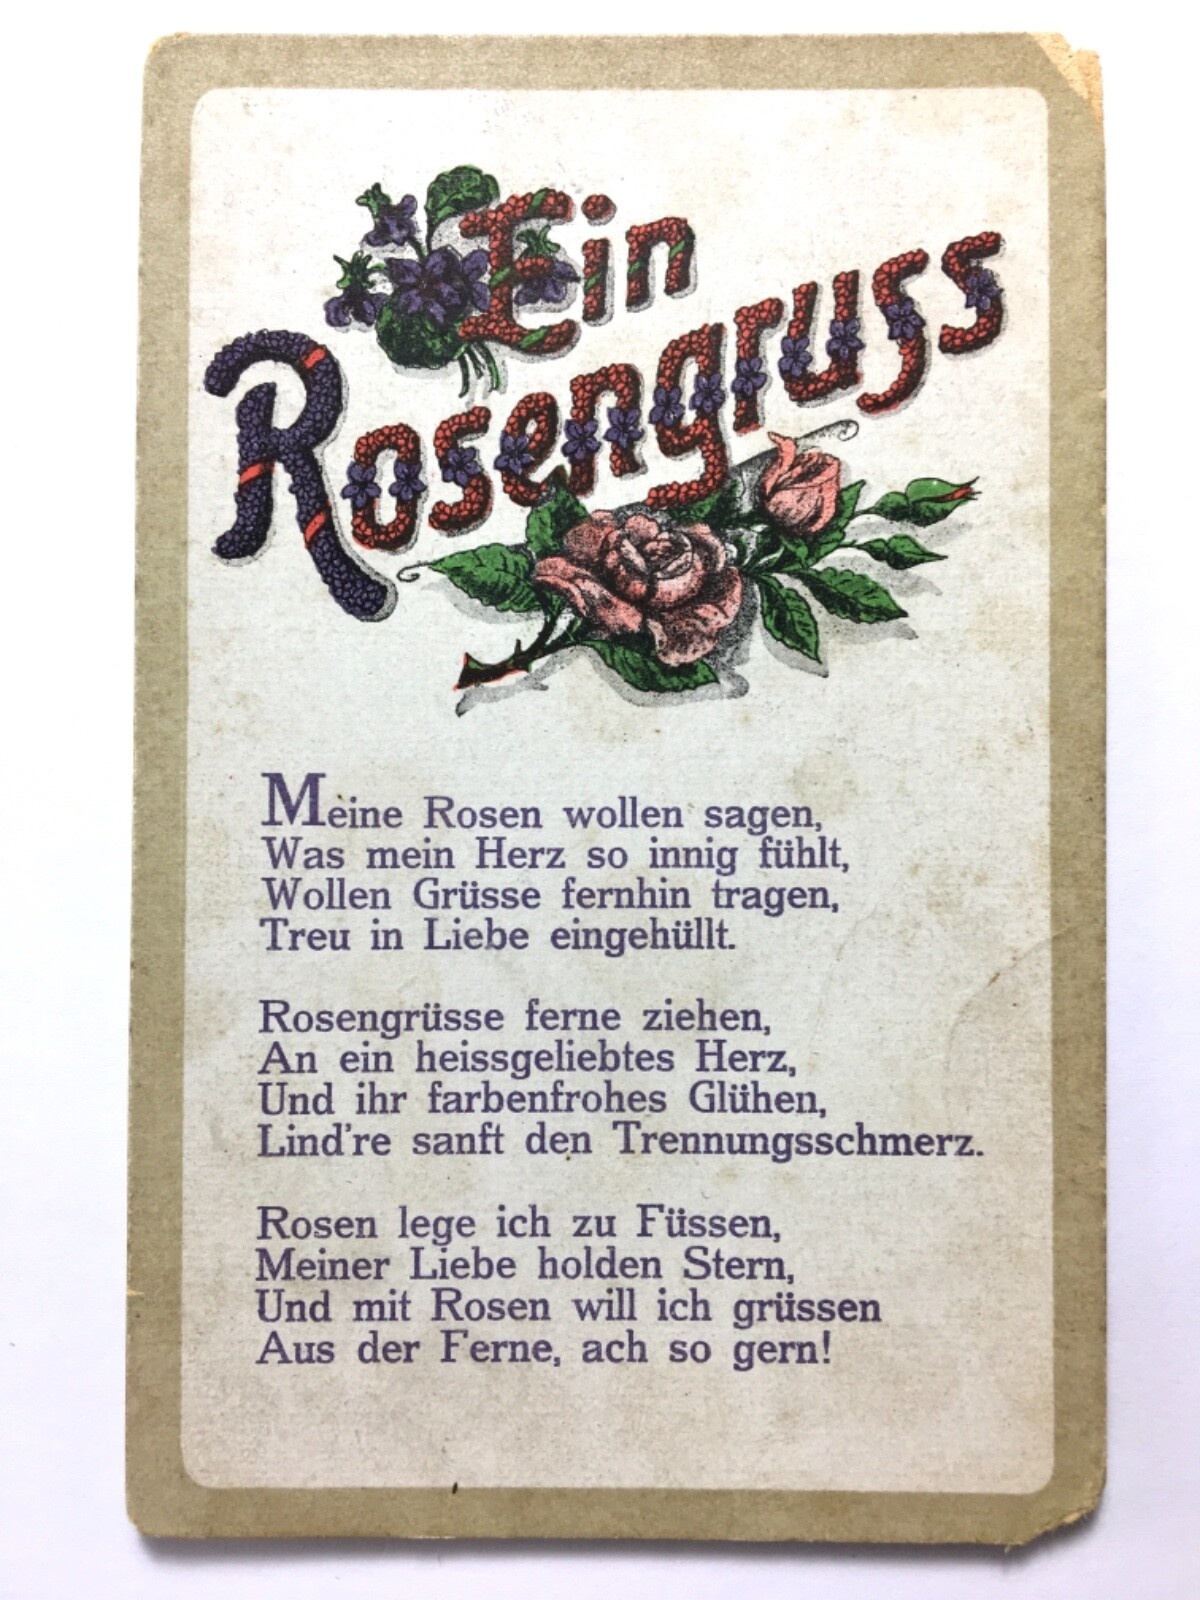 Ein
Rosengruss
Meine Rosen wollen sagen,
Was mein Herz so innig fühlt,
Wollen Grüsse fernhin tragen,
Treu in Liebe eingehüllt.
Rosengrüsse ferne ziehen,
An ein heissgeliebtes Herz,
Und ihr farbenfrohes Glühen,
Lind're sanft den Trennungsschmerz.
Rosen lege ich zu Füssen,
Meiner Liebe holden Stern,
Und mit Rosen will ich grüssen
Aus der Ferne, ach so gern!